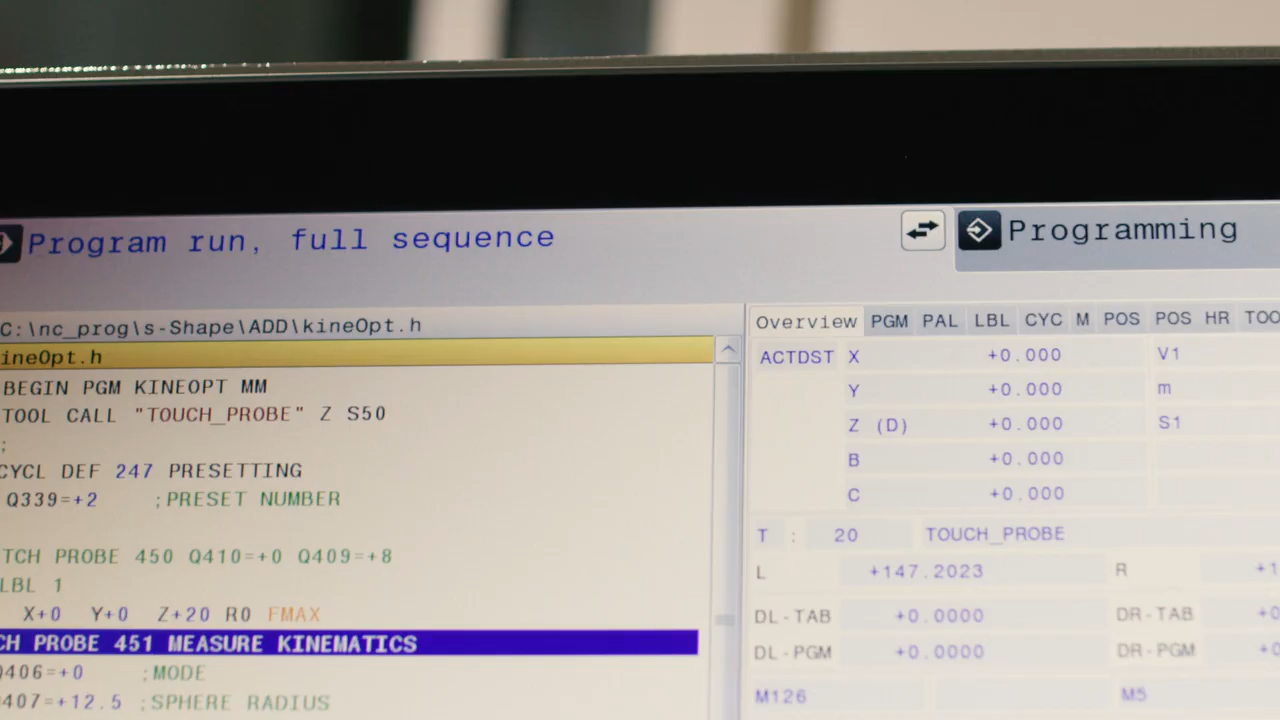 Program run, full sequence
Programming
C:\nc_prog\s-Shape\ADD\kineOpt.h
ineOpt.h
BEGIN PGM KINEOPT MM
TOOL CALL "TOUCH_PROBE" Z S50
;
CYCL DEF 247 PRESETTING
Q339=+2 ;PRESET NUMBER
TCH PROBE 450 Q410=+0 Q409=+8
LBL 1
X+0 Y+0 Z+20 R0 FMAX
CH PROBE 451 MEASURE KINEMATICS
Q406=+0 ;MODE
Q407=+12.5 ;SPHERE RADIUS
Overview PGM PAL LBL CYC M POS POS HR TOO
ACTDST X +0.000 V1
Y +0.000 m
Z (D) +0.000 S1
B +0.000
C +0.000
T : 20 TOUCH_PROBE
L +147.2023 R +1
DL-TAB +0.0000 DR-TAB +0
DL-PGM +0.0000 DR-PGM +0
M126 M5